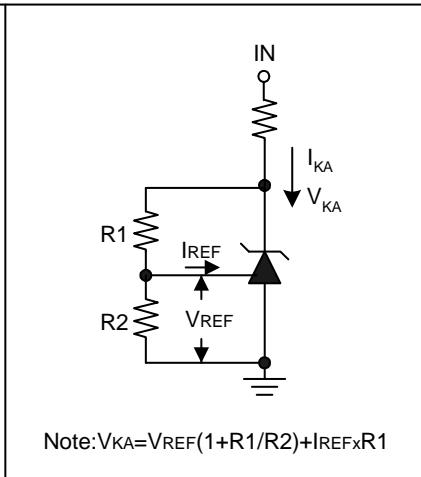 IN
IKA
VKA
R1
IREF
R2
VREF
Note:VKA=VREF(1+R1/R2)+IREFxR1